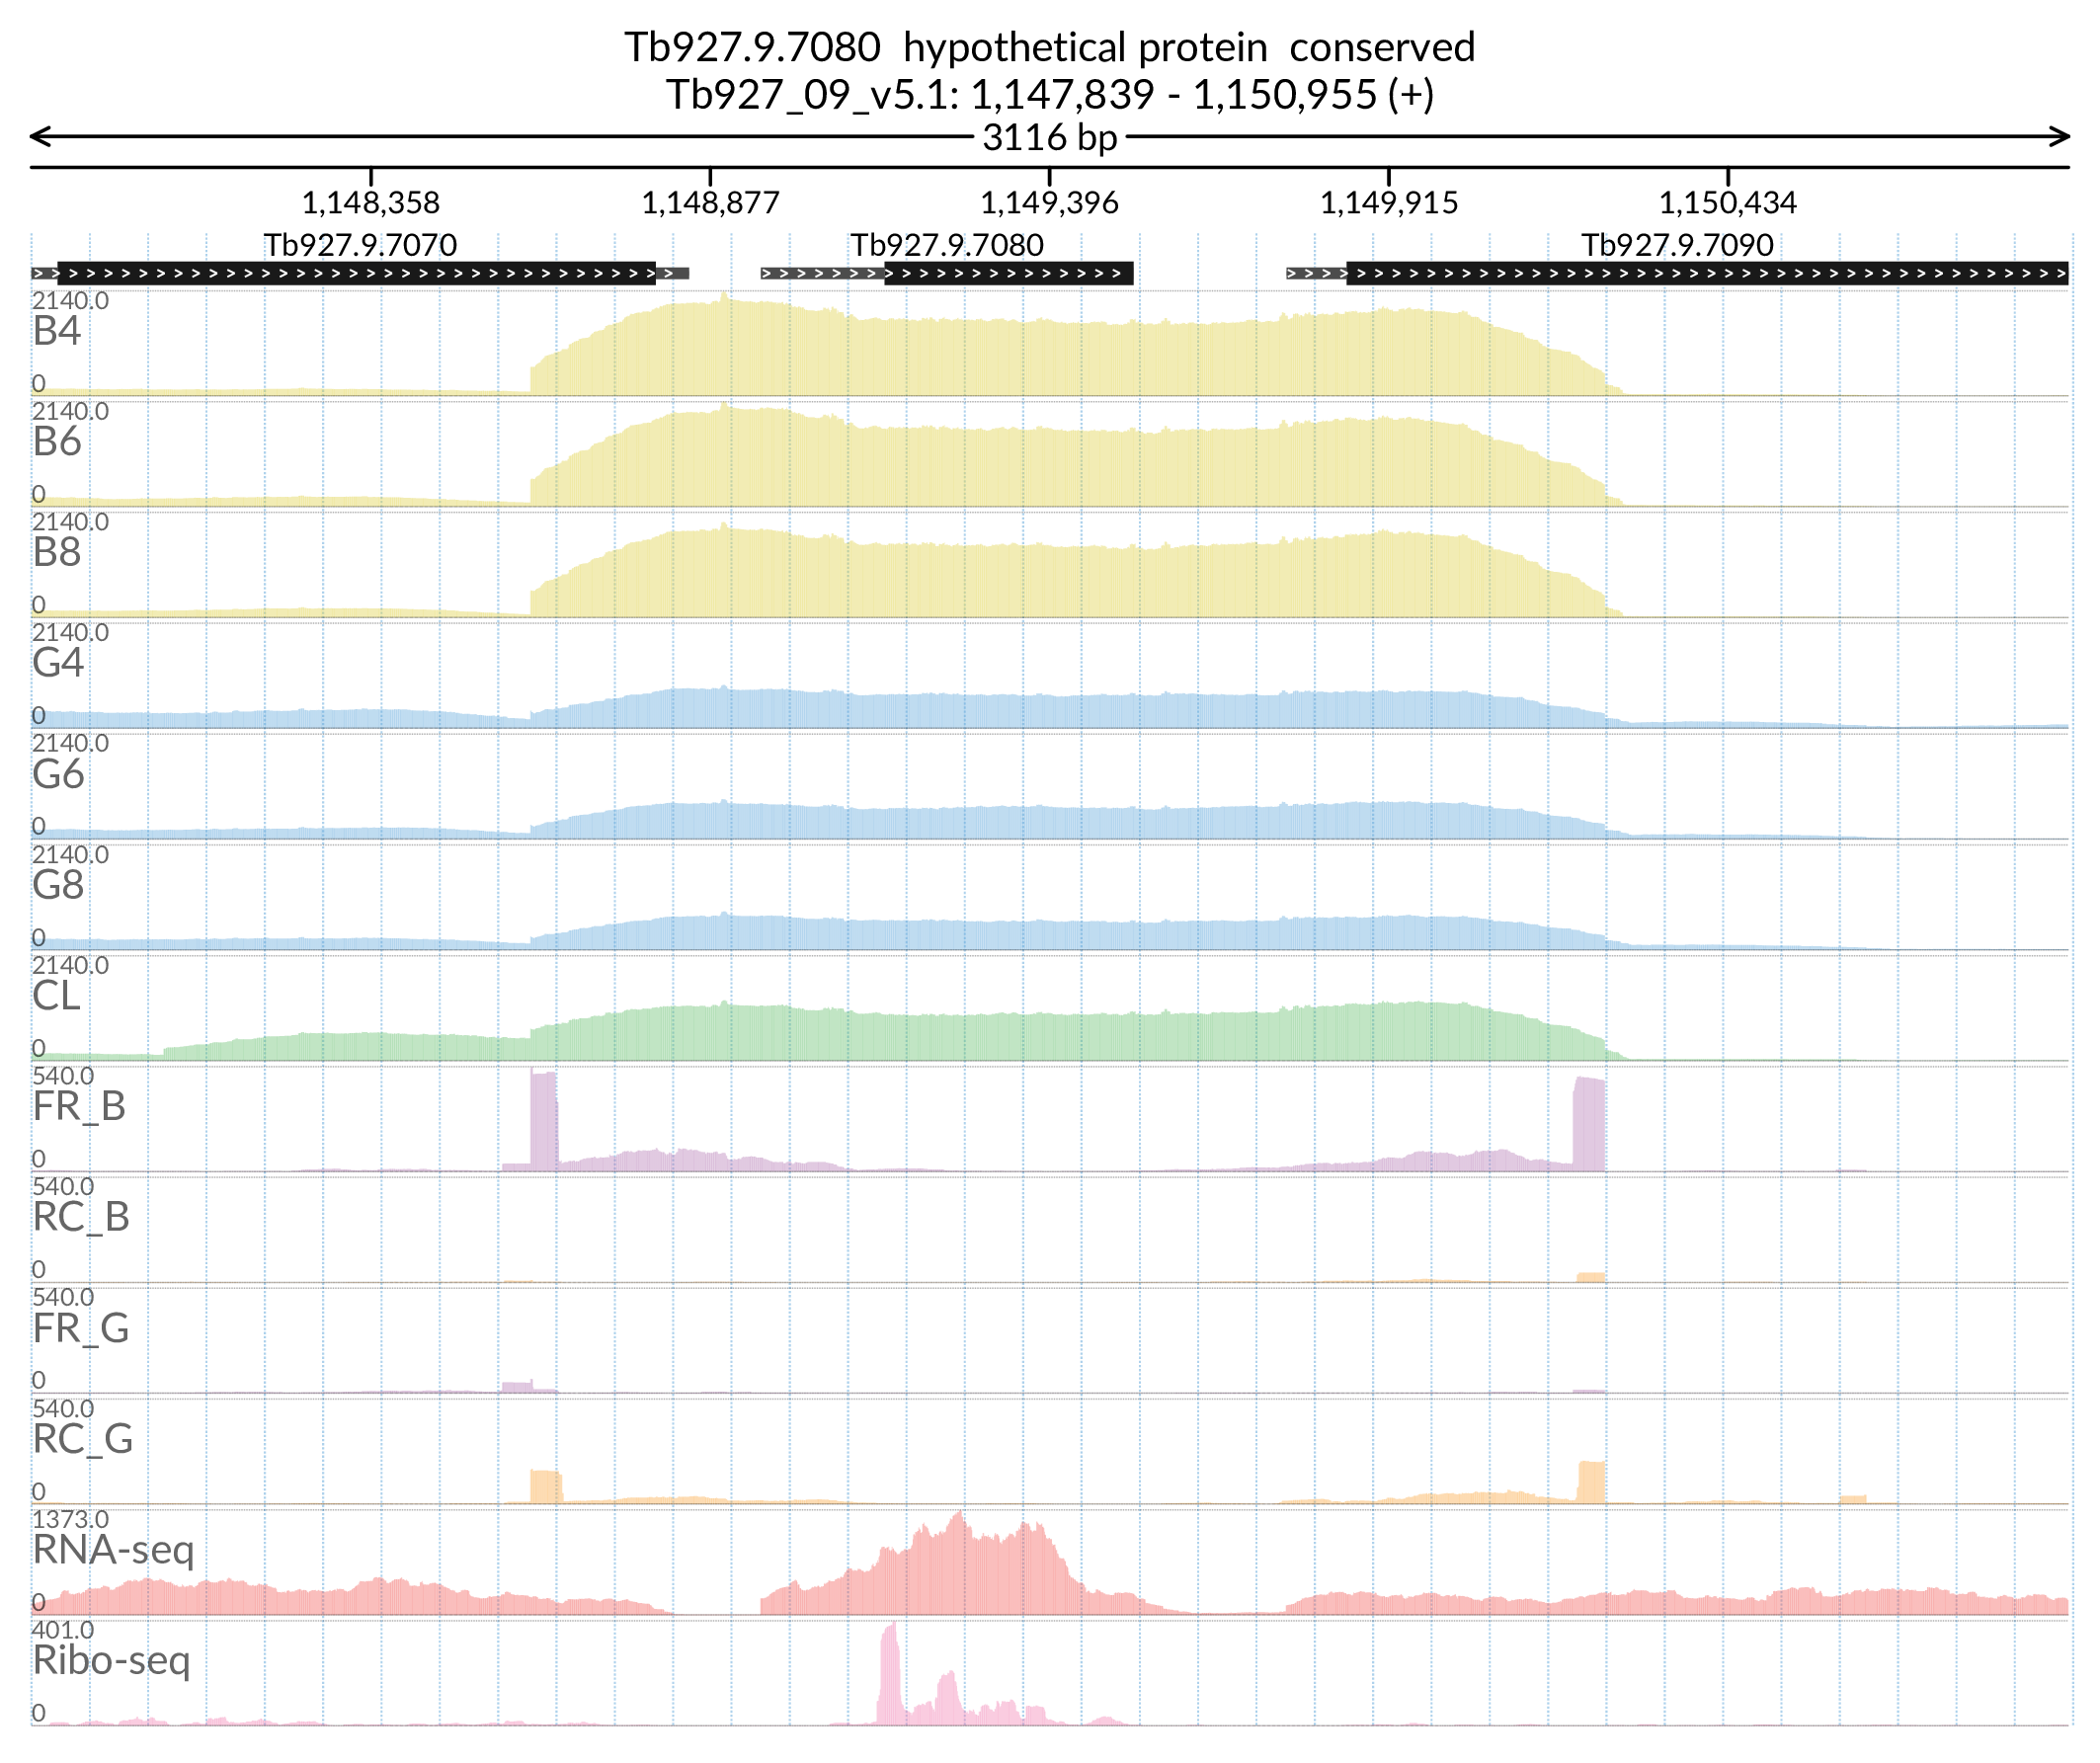 Tb927.9.7080 hypothetical protein conserved
Tb927_09_v5.1: 1,147,839 - 1,150,955 (+)
3116 bp
1,148,358 1,148,877 1,149,396 1,149,915 1,150,434
Tb927.9.7070 Tb927.9.7080 Tb927.9.7090
2140.0
B4
0
2140.0
B6
0
2140.0
B8
0
2140.0
G4
0
2140.0
G6
0
2140.0
G8
0
2140.0
CL
0
540.0
FR_B
0
540.0
RC_B
0
540.0
FR_G
0
540.0
RC_G
0
1373.0
RNA-seq
0
401.0
Ribo-seq
0